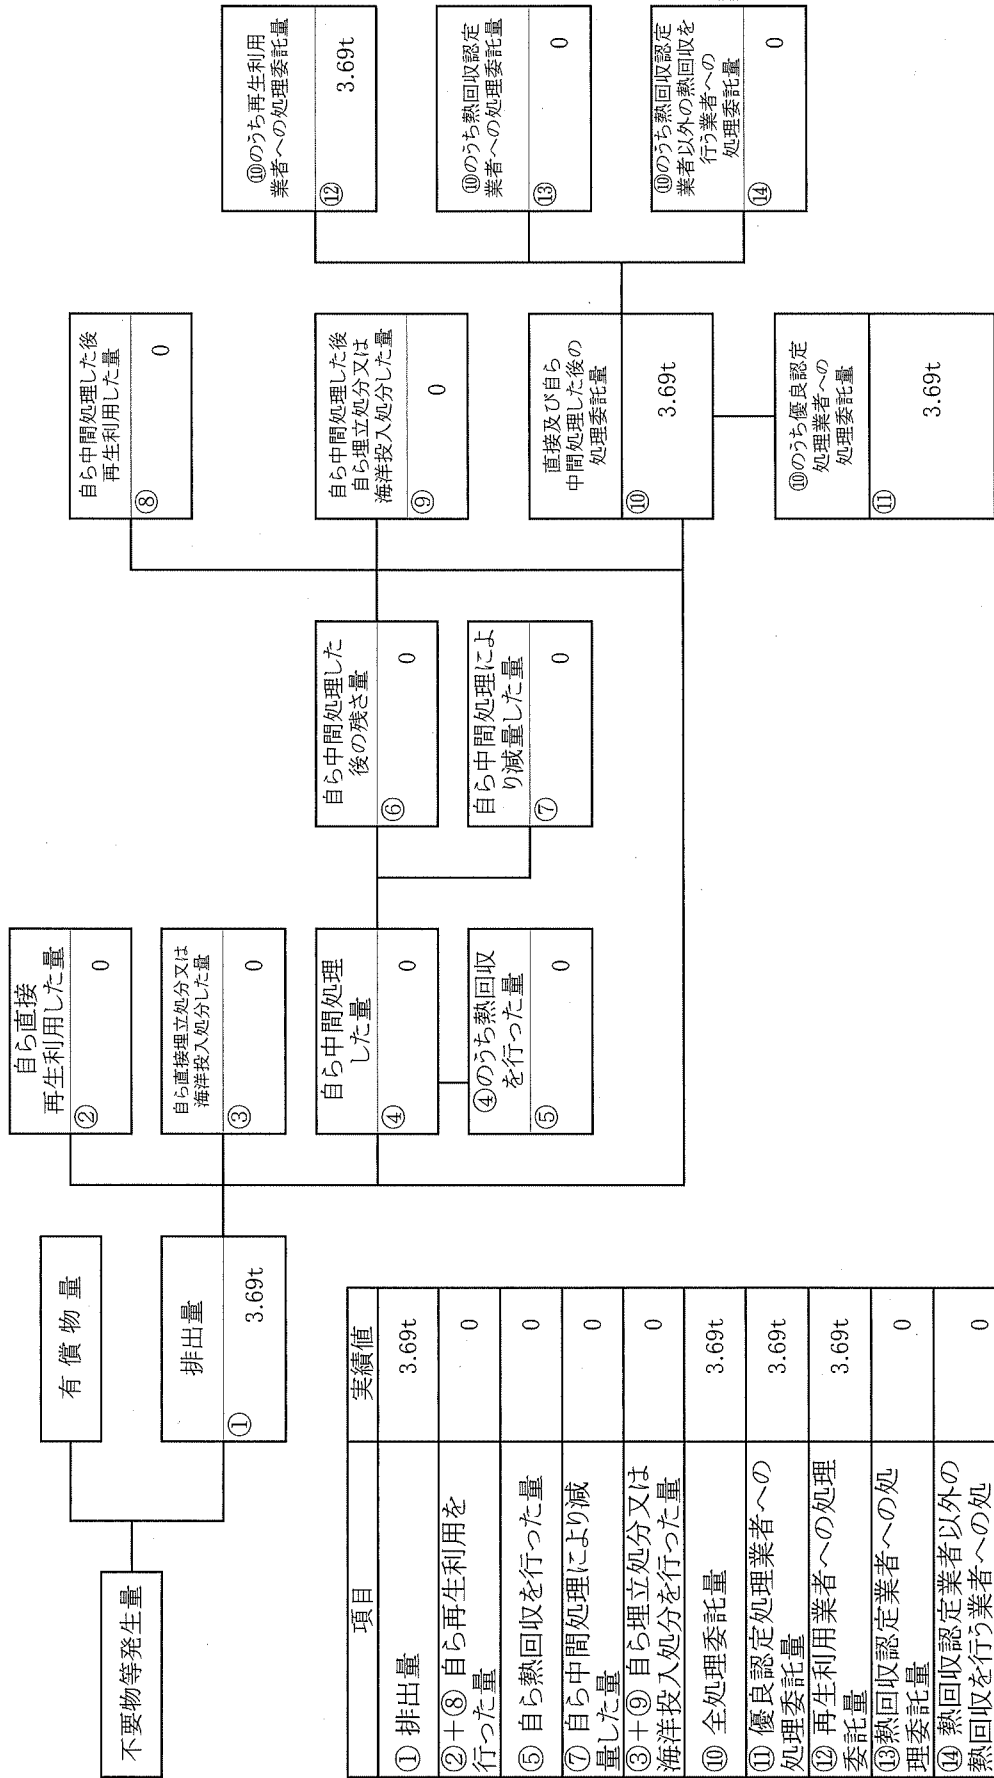 不要物等発生量
有償物量
排出量
①
3.69t
自ら直接
再生利用した量
②
0
自ら直接埋立処分又は
海洋投入処分した量
③
0
自ら中間処理
した量
④
0
④のうち熱回収
を行った量
⑤
0
自ら中間処理した
後の残さ量
⑥
0
自ら中間処理によ
り減量した量
⑦
0
自ら中間処理した後
再生利用した量
⑧
0
自ら中間処理した後
自ら埋立処分又は
海洋投入処分した量
⑨
0
直接及び自ら
中間処理した後の
処理委託量
⑩
3.69t
⑩のうち優良認定
処理業者への
処理委託量
⑪
3.69t
⑩のうち再生利用
業者への処理委託量
⑫
3.69t
⑩のうち熱回収認定
業者への処理委託量
⑬
0
⑩のうち熱回収認定
業者以外の熱回収を
行う業者への
処理委託量
⑭
0
項目 実績値
① 排出量 3.69t
②+⑧ 自ら再生利用を
行った量 0
⑤ 自ら熱回収を行った量 0
⑦ 自ら中間処理により減
量した量 0
③+⑨ 自ら埋立処分又は
海洋投入処分を行った量 0
⑩ 全処理委託量 3.69t
⑪ 優良認定処理業者への
処理委託量 3.69t
⑫ 再生利用業者への処理
委託量 3.69t
⑬熱回収認定業者への処
理委託量 0
⑭ 熱回収認定業者以外の
熱回収を行う業者への処 0